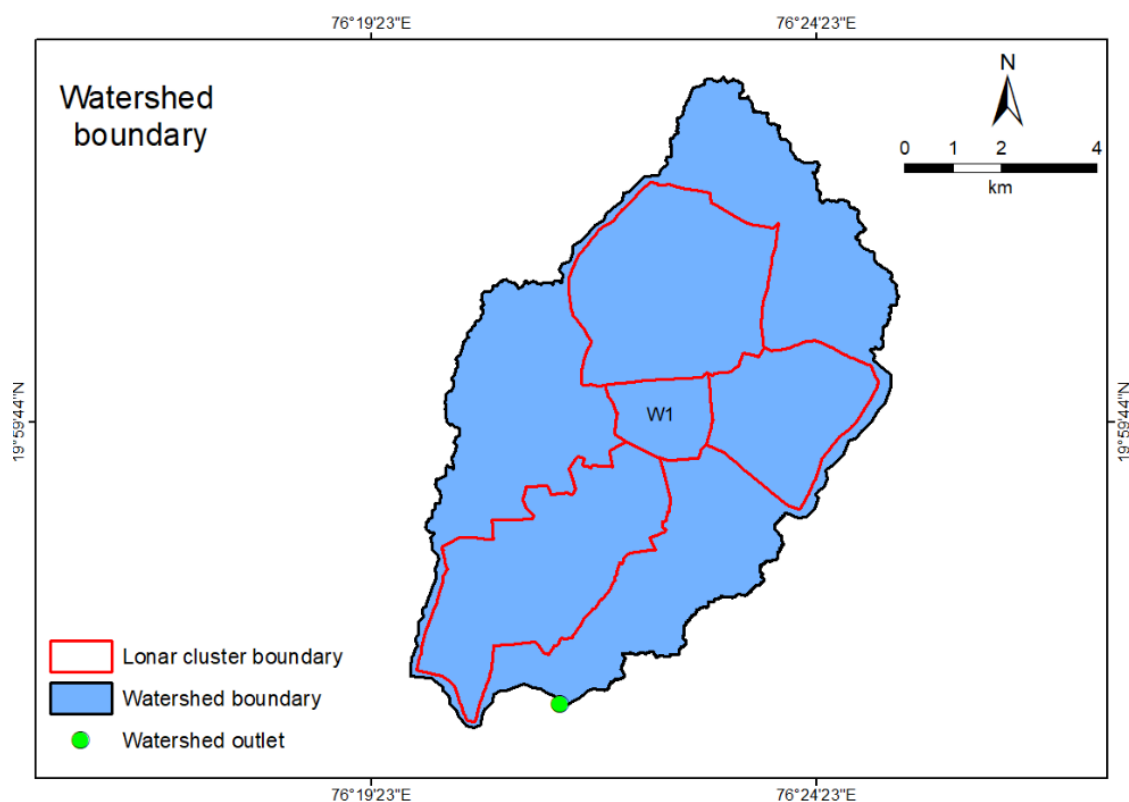 76°19'23"E
76°24'23"E
Watershed
boundary
N
0 1 2 4
km
19°59'44"N
19°59'44"N
W1
Lonar cluster boundary
Watershed boundary
Watershed outlet
76°19'23"E
76°24'23"E